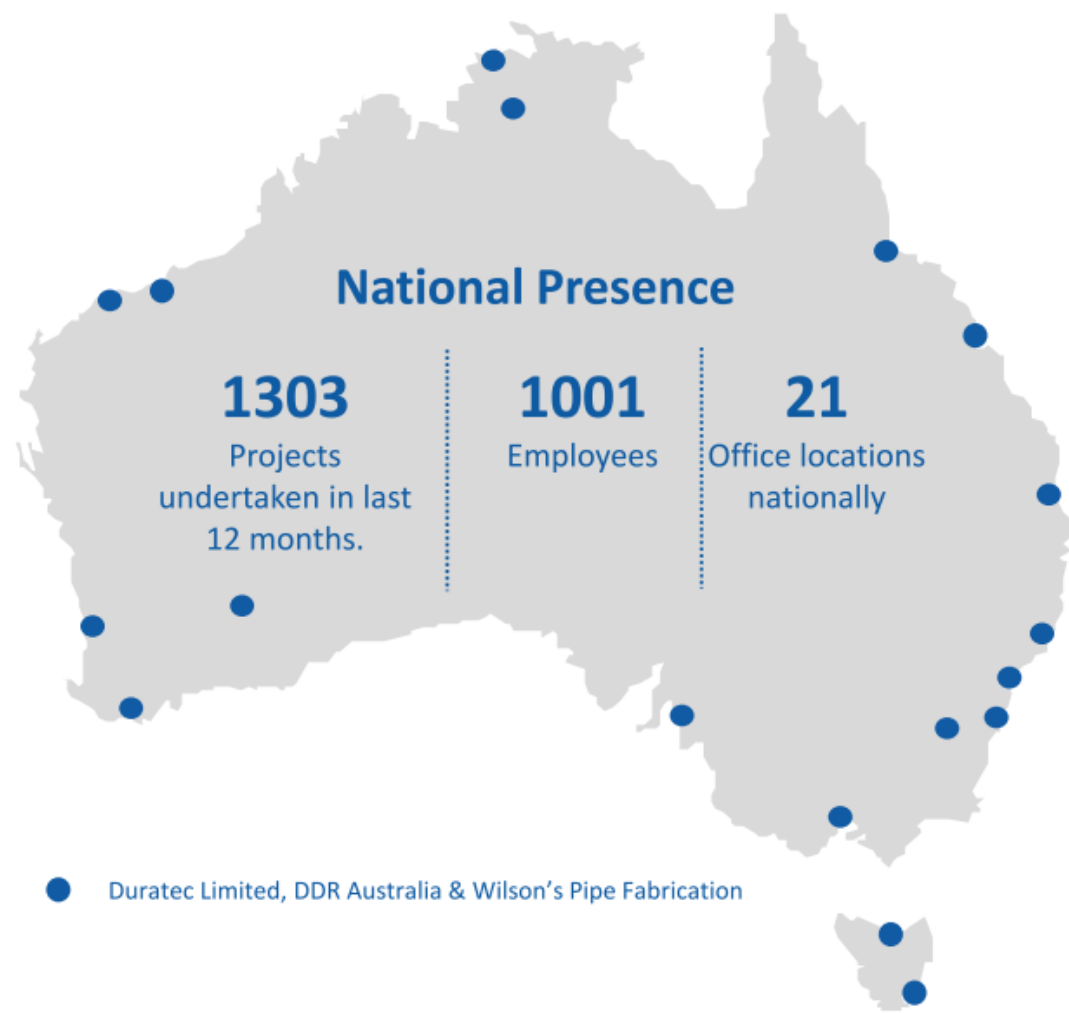 National Presence
1303
Projects
undertaken in last
12 months.
1001
Employees
21
Office locations
nationally
Duratec Limited, DDR Australia & Wilson’s Pipe Fabrication